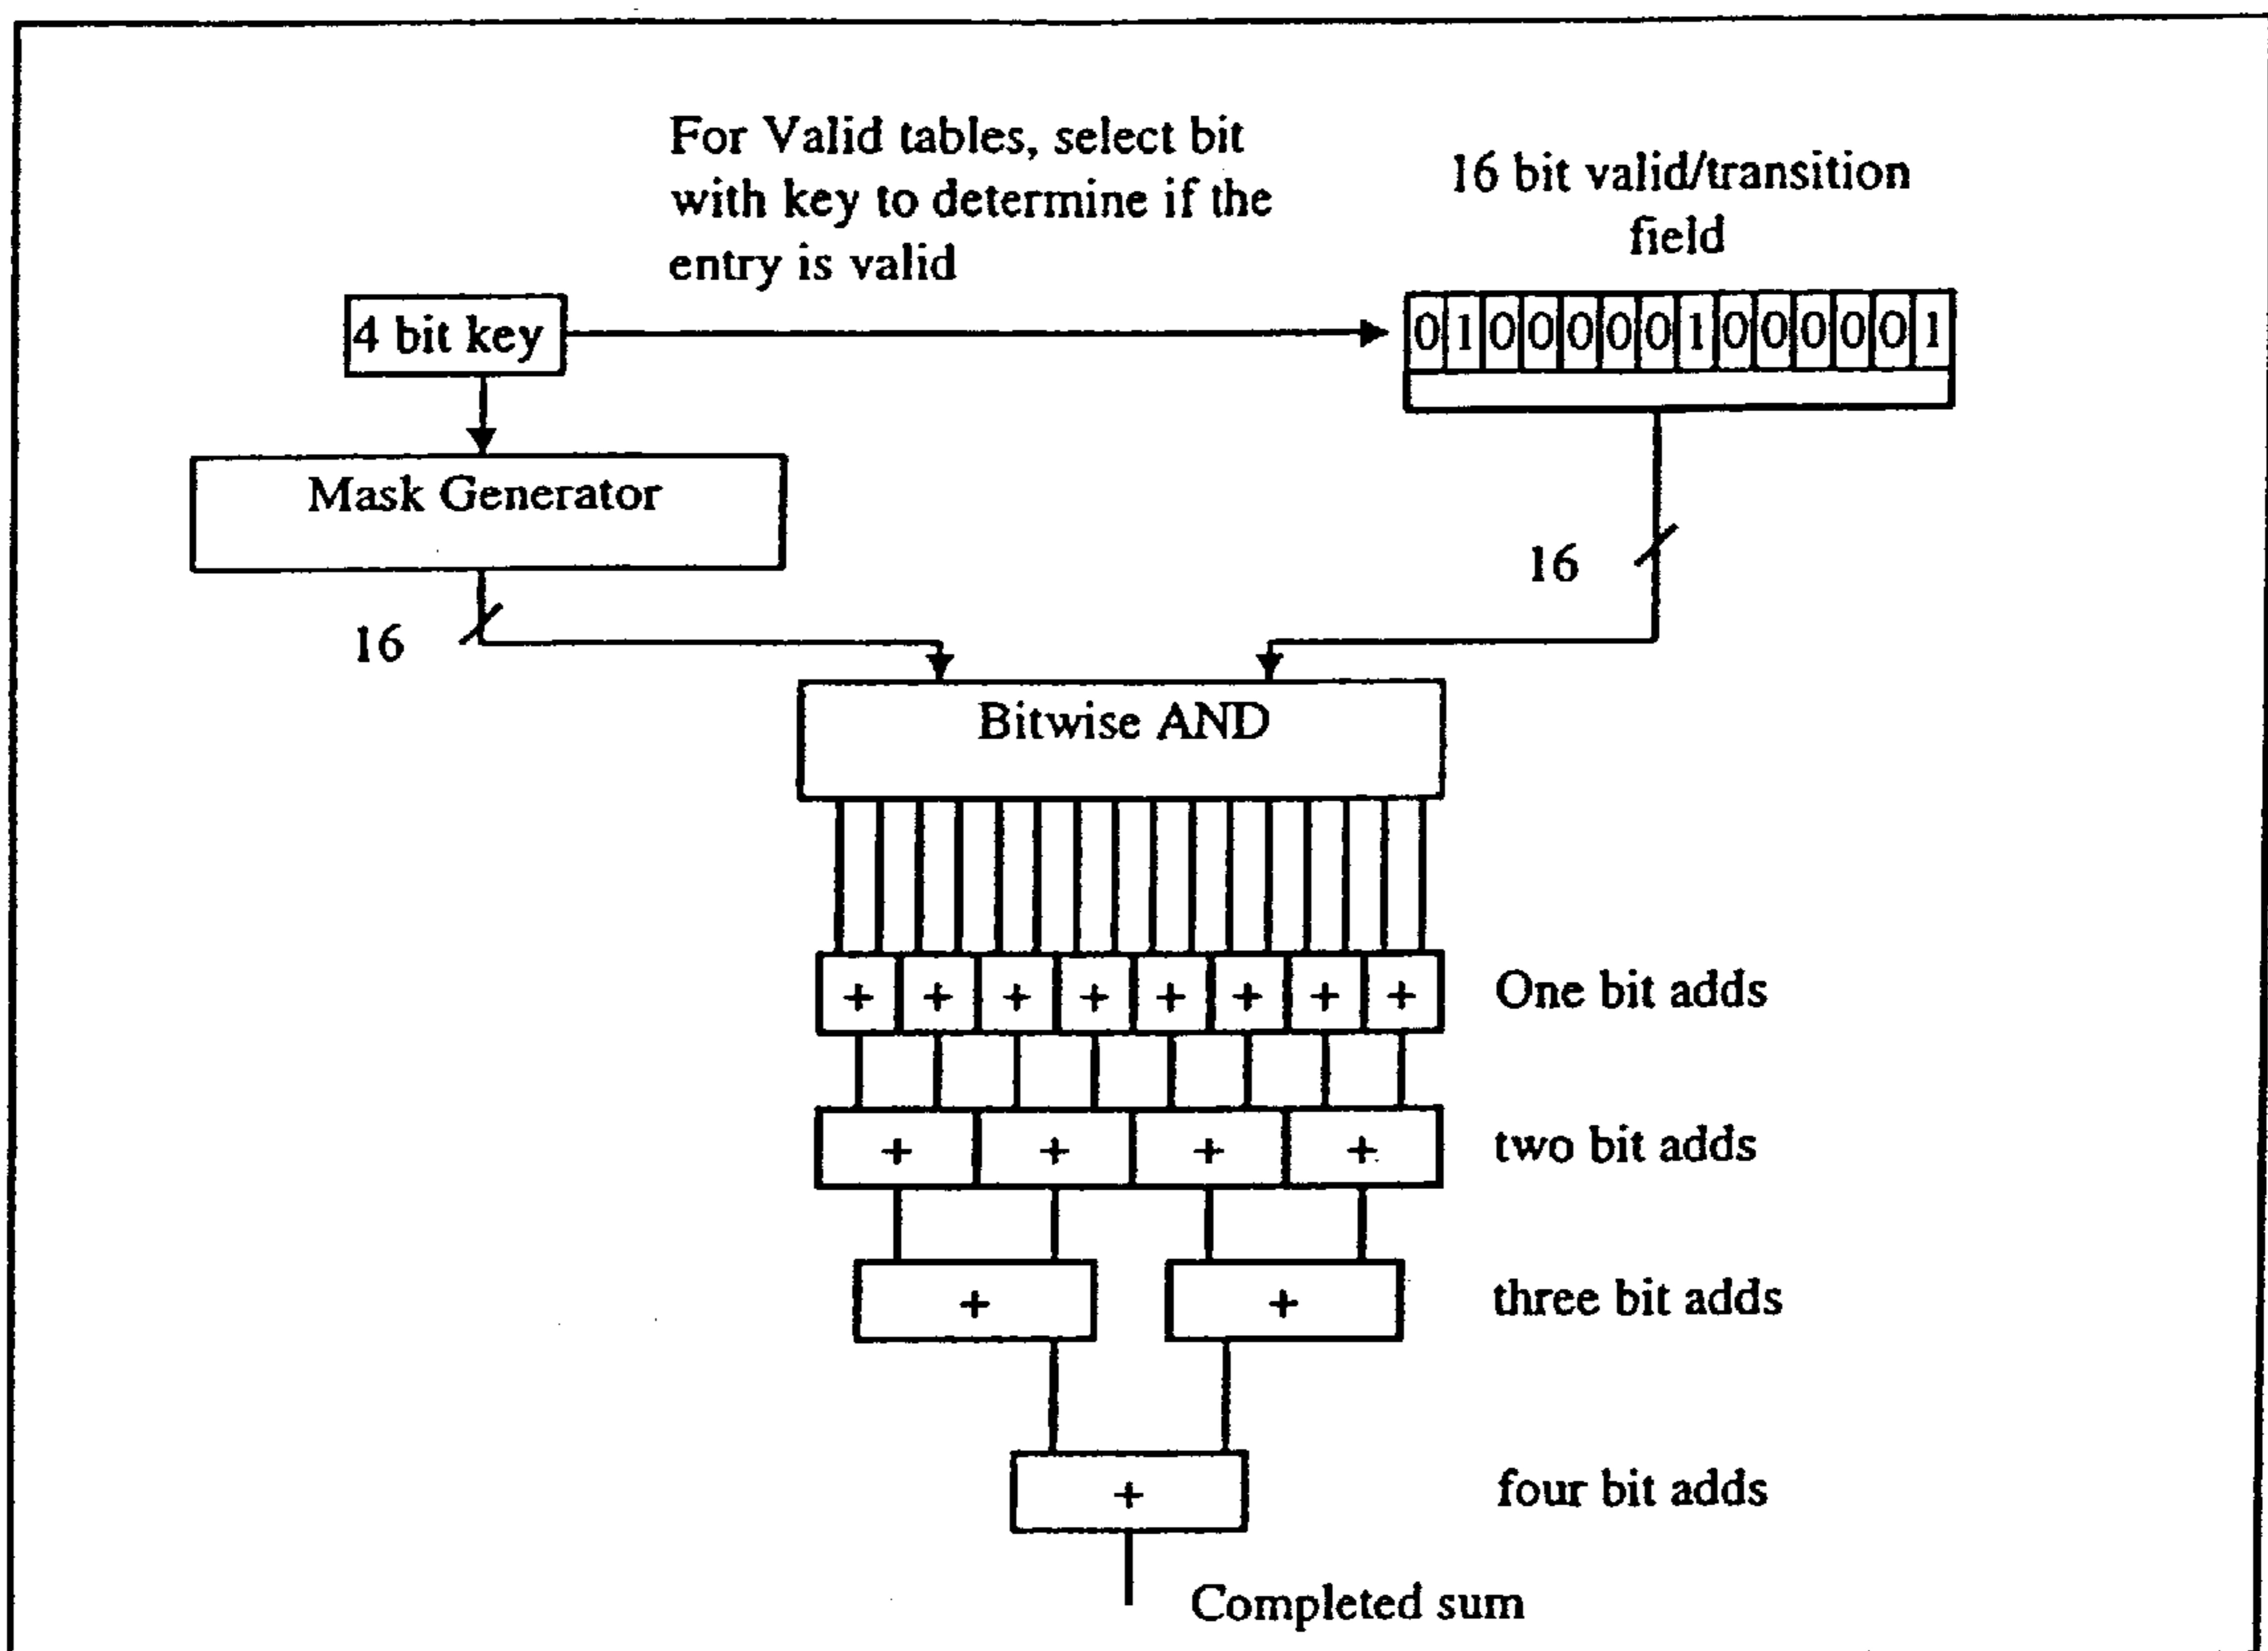 For Valid tables, select bit
with key to determine if the
entry is valid
16 bit valid/transition
field
4 bit key
0 1 0 0 0 0 0 1 0 0 0 0 0 1
Mask Generator
16
16
Bitwise AND
+ + + + + + + +
One bit adds
+ + + +
two bit adds
+ +
three bit adds
+
four bit adds
Completed sum